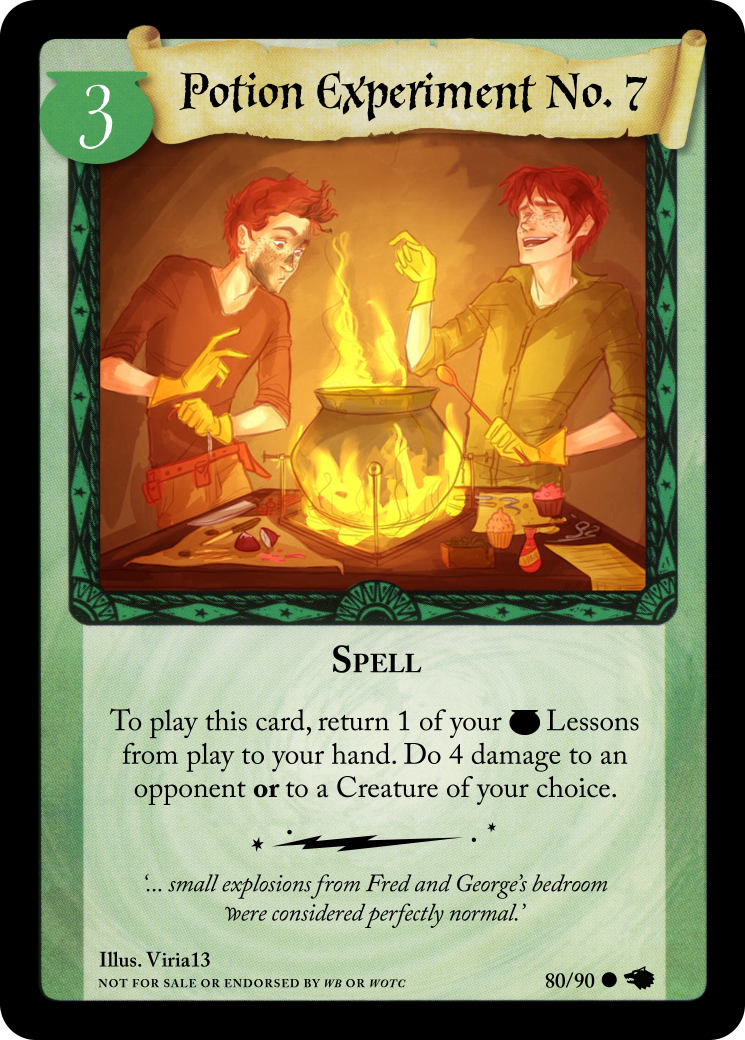 3
Potion Experiment No. 7
Spell
To play this card, return 1 of your Lessons
from play to your hand. Do 4 damage to an
opponent or to a Creature of your choice.
‘... small explosions from Fred and George’s bedroom
were considered perfectly normal.’
Illus. Viria13
NOT FOR SALE OR ENDORSED BY WB OR WOTC
80/90